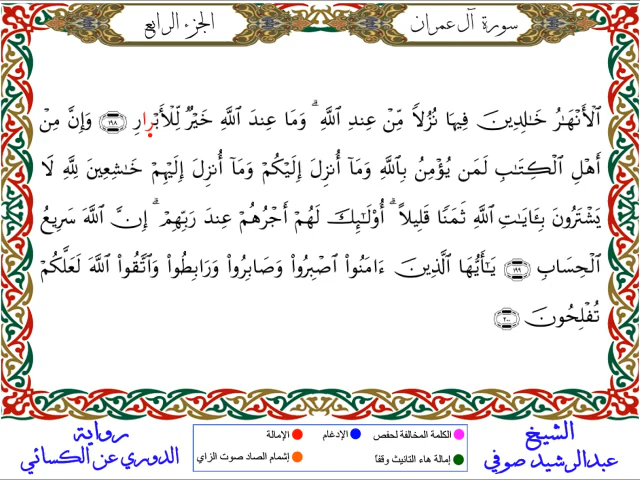 سورة آل عمران
الجزء الرابع
ٱلْأَنْهَٰرُ خَٰلِدِينَ فِيهَا نُزُلًا مِّنْ عِندِ ٱللَّهِ ۗ وَمَا عِندَ ٱللَّهِ خَيْرٌ لِّلْأَبْرَارِ ١٩٨ وَإِنَّ مِنْ
أَهْلِ ٱلْكِتَٰبِ لَمَن يُؤْمِنُ بِٱللَّهِ وَمَآ أُنزِلَ إِلَيْكُمْ وَمَآ أُنزِلَ إِلَيْهِمْ خَٰشِعِينَ لِلَّهِ لَا
يَشْتَرُونَ بِـَٔايَٰتِ ٱللَّهِ ثَمَنًا قَلِيلًا ۗ أُوْلَٰٓئِكَ لَهُمْ أَجْرُهُمْ عِندَ رَبِّهِمْ ۗ إِنَّ ٱللَّهَ سَرِيعُ
ٱلْحِسَابِ ١٩٩ يَٰٓأَيُّهَا ٱلَّذِينَ ءَامَنُواْ ٱصْبِرُواْ وَصَابِرُواْ وَرَابِطُواْ وَٱتَّقُواْ ٱللَّهَ لَعَلَّكُمْ
تُفْلِحُونَ ٢٠٠
الشيخ
عبدالرشيد صوفي
الكلمة المخالفة لحفص
الإدغام
الإمالة
إمالة هاء التانيث وقفاً
إشمام الصاد صوت الزاي
رواية
الدوري عن الكسائي